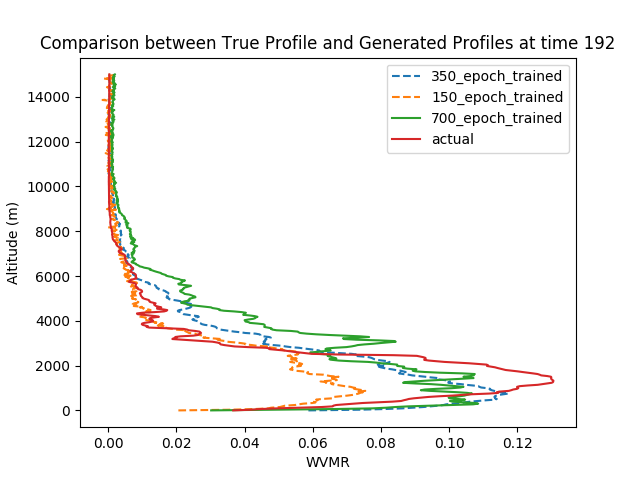 Comparison between True Profile and Generated Profiles at time 192
350_epoch_trained
150_epoch_trained
700_epoch_trained
actual
14000
12000
10000
8000
6000
4000
2000
0
Altitude (m)
0.00 0.02 0.04 0.06 0.08 0.10 0.12
WVMR